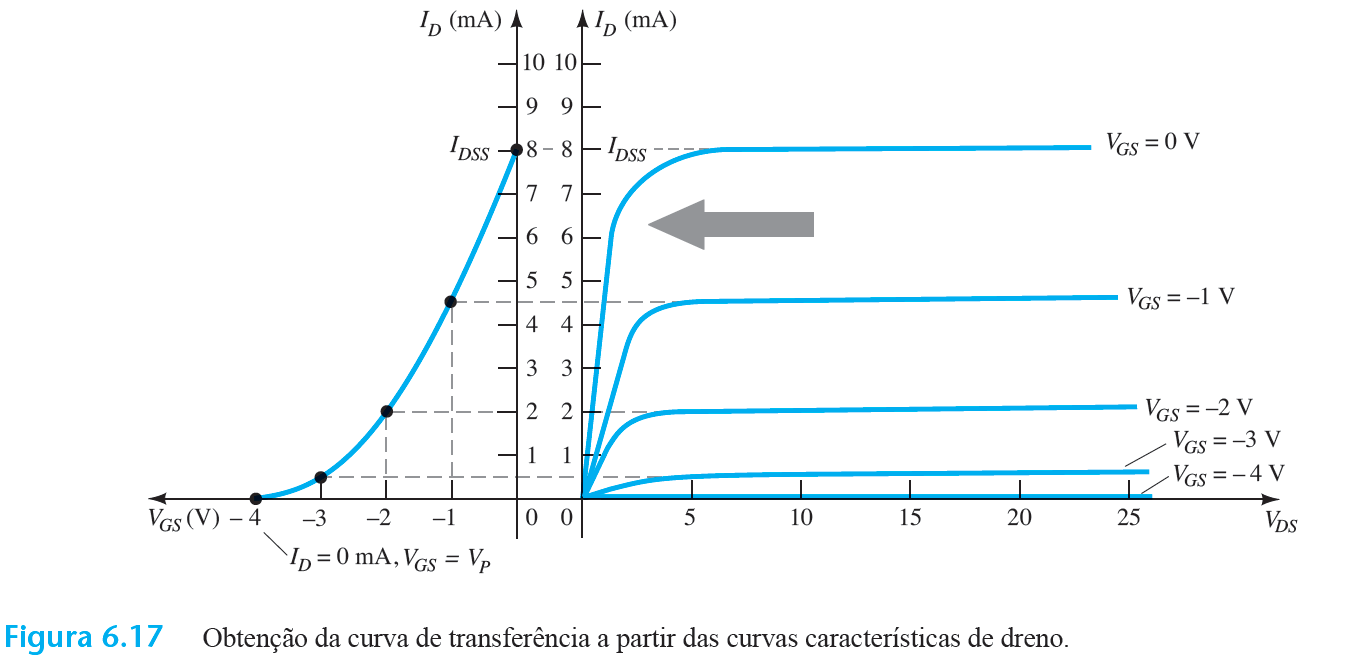 I_D (mA) I_D (mA)
10 10
9 9
I_DSS 8 8 I_DSS V_GS = 0 V
7 7
6 6
5 5
V_GS = –1 V
4 4
3 3
2 2 V_GS = –2 V
V_GS = –3 V
1 1
V_GS = – 4 V
V_GS (V) – 4 –3 –2 –1 0 0 5 10 15 20 25 V_DS
I_D = 0 mA, V_GS = V_P
Figura 6.17 Obtenção da curva de transferência a partir das curvas características de dreno.